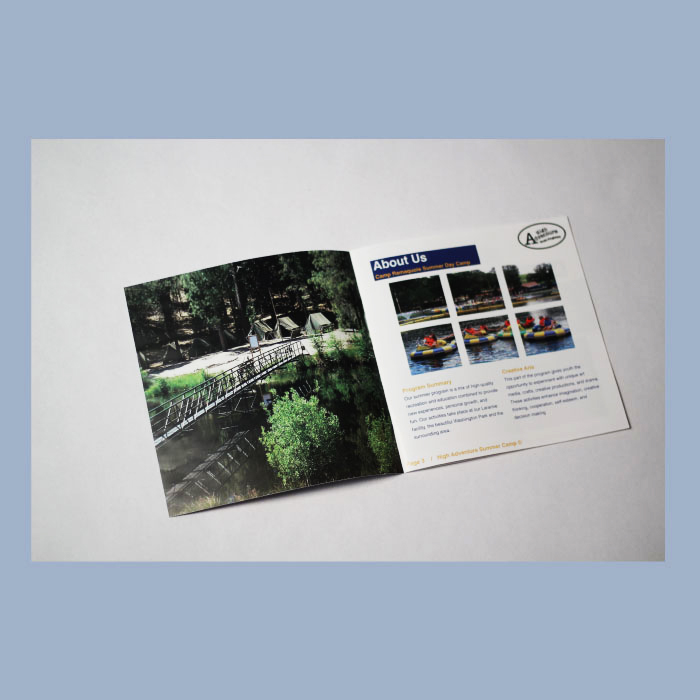 Kid's
Adventure
About Us
Camp Remaguois Summer Day Camp
Program Summary
Our summer program is a mix of high quality
recreation and education combined to provide
new experiences, personal growth, and
fun. Our activities take place at our Laramie
facility, the beautiful Washington Park and the
surrounding area.
Creative Arts
This part of the program gives youth the
opportunity to experiment with unique art
media, crafts, creative productions, and drama.
These activities enhance imagination, creative
thinking, cooperation, self esteem, and
decision making.
Page 3 / High Adventure Summer Camp ©